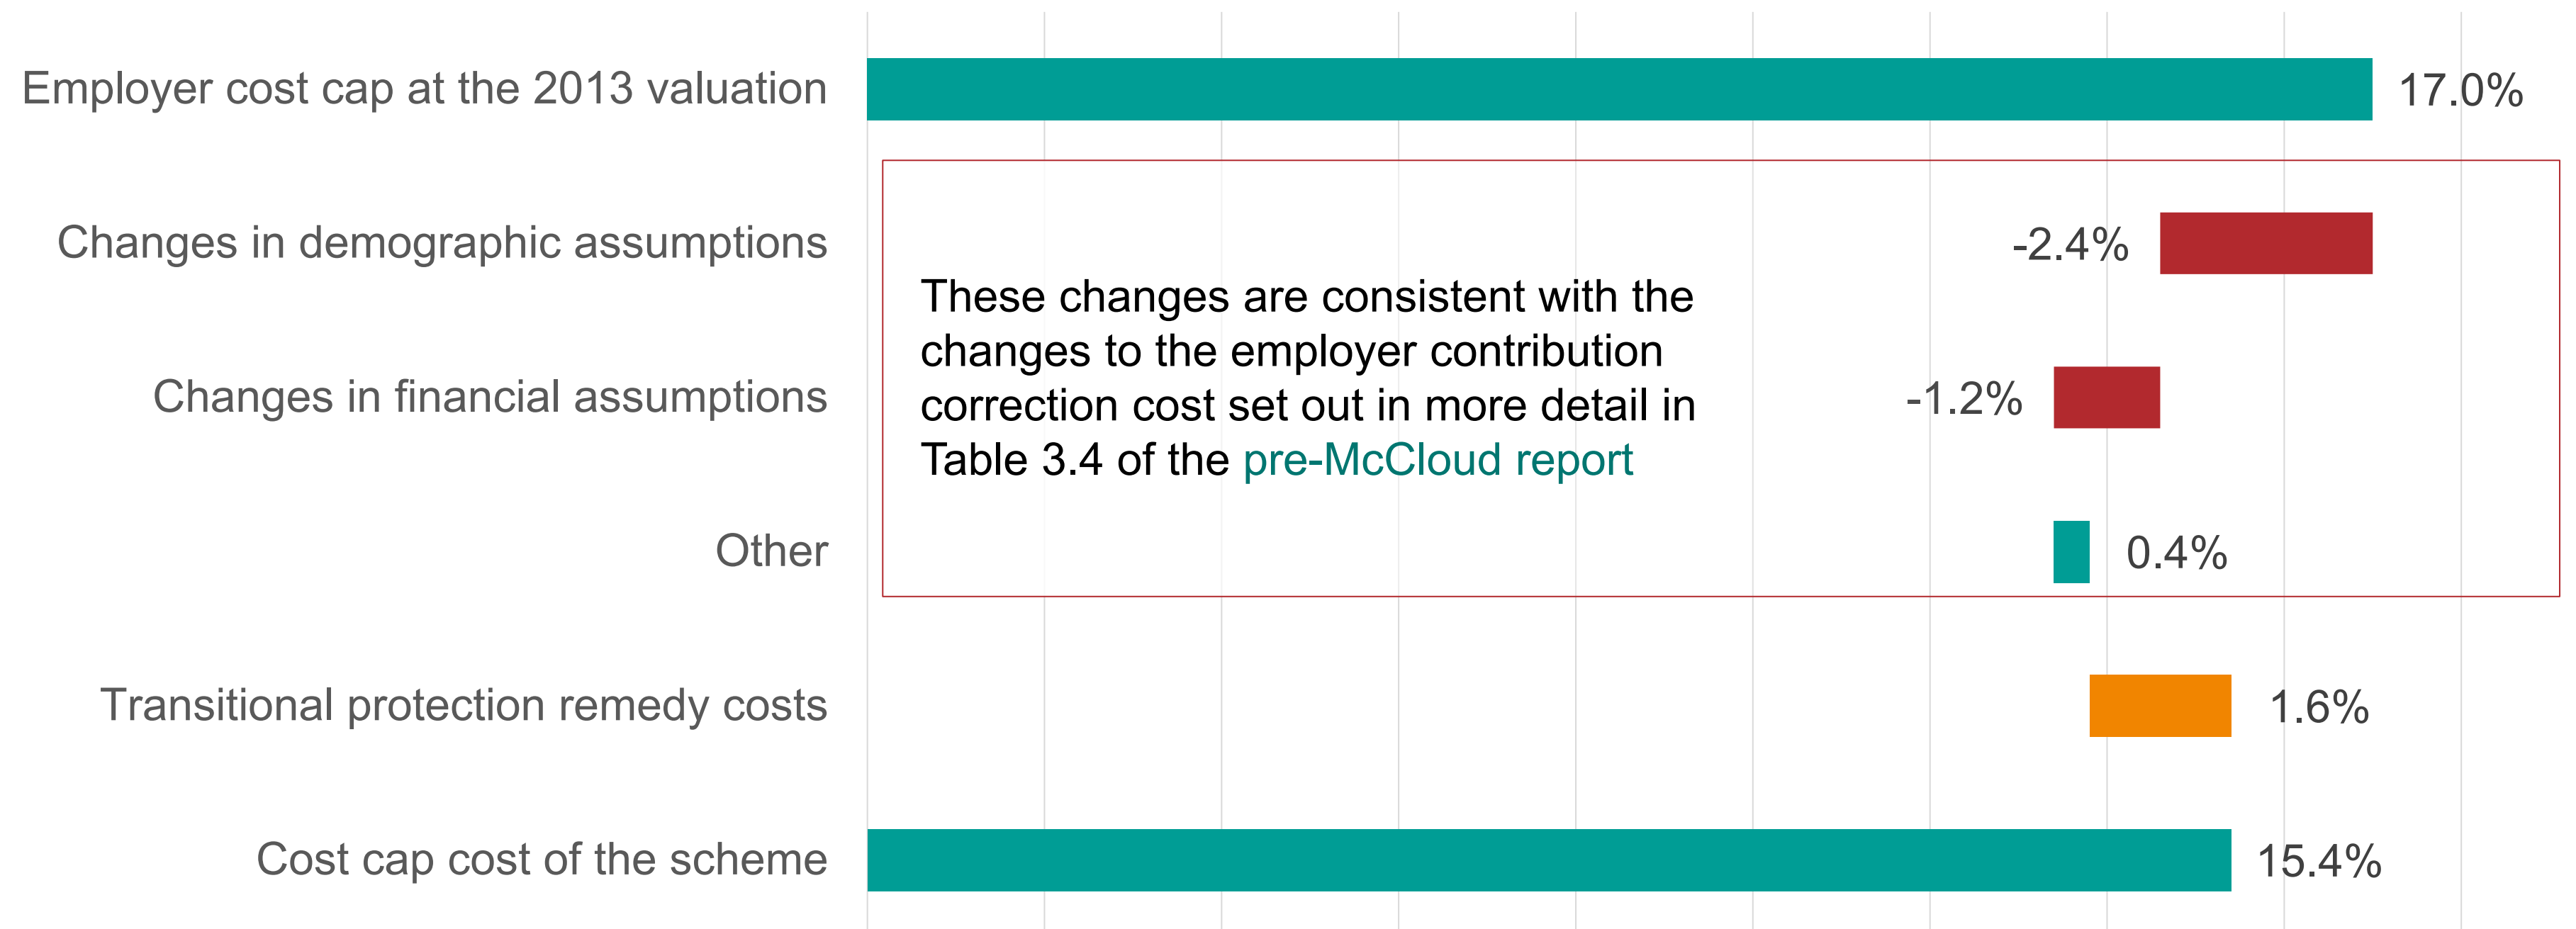 Employer cost cap at the 2013 valuation
17.0%
Changes in demographic assumptions
-2.4%
These changes are consistent with the
changes to the employer contribution
correction cost set out in more detail in
Table 3.4 of the pre-McCloud report
Changes in financial assumptions
-1.2%
Other
0.4%
Transitional protection remedy costs
1.6%
Cost cap cost of the scheme
15.4%